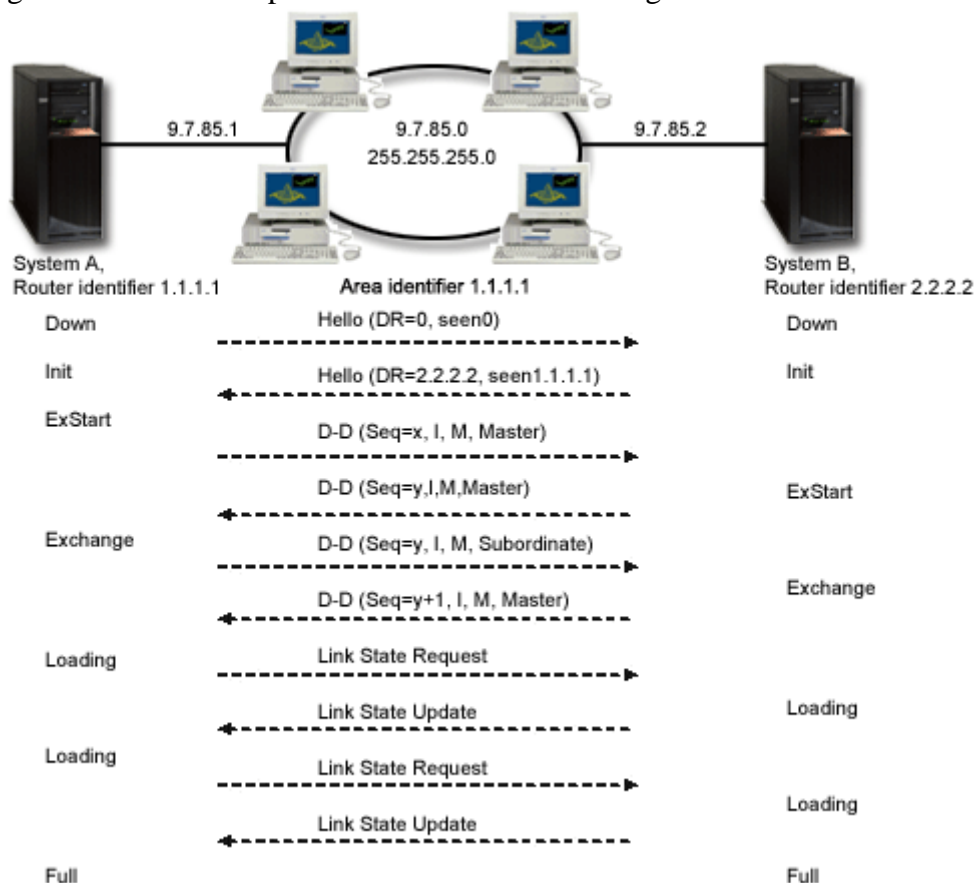 9.7.85.1
9.7.85.0
9.7.85.2
255.255.255.0
System A,
Router identifier 1.1.1.1
Area identifier 1.1.1.1
System B,
Router identifier 2.2.2.2
Down
Hello (DR=0, seen0)
Down
Init
Hello (DR=2.2.2.2, seen1.1.1.1)
Init
ExStart
D-D (Seq=x, I, M, Master)
D-D (Seq=y,I,M,Master)
ExStart
Exchange
D-D (Seq=y, I, M, Subordinate)
D-D (Seq=y+1, I, M, Master)
Exchange
Loading
Link State Request
Link State Update
Loading
Loading
Link State Request
Loading
Link State Update
Full
Full